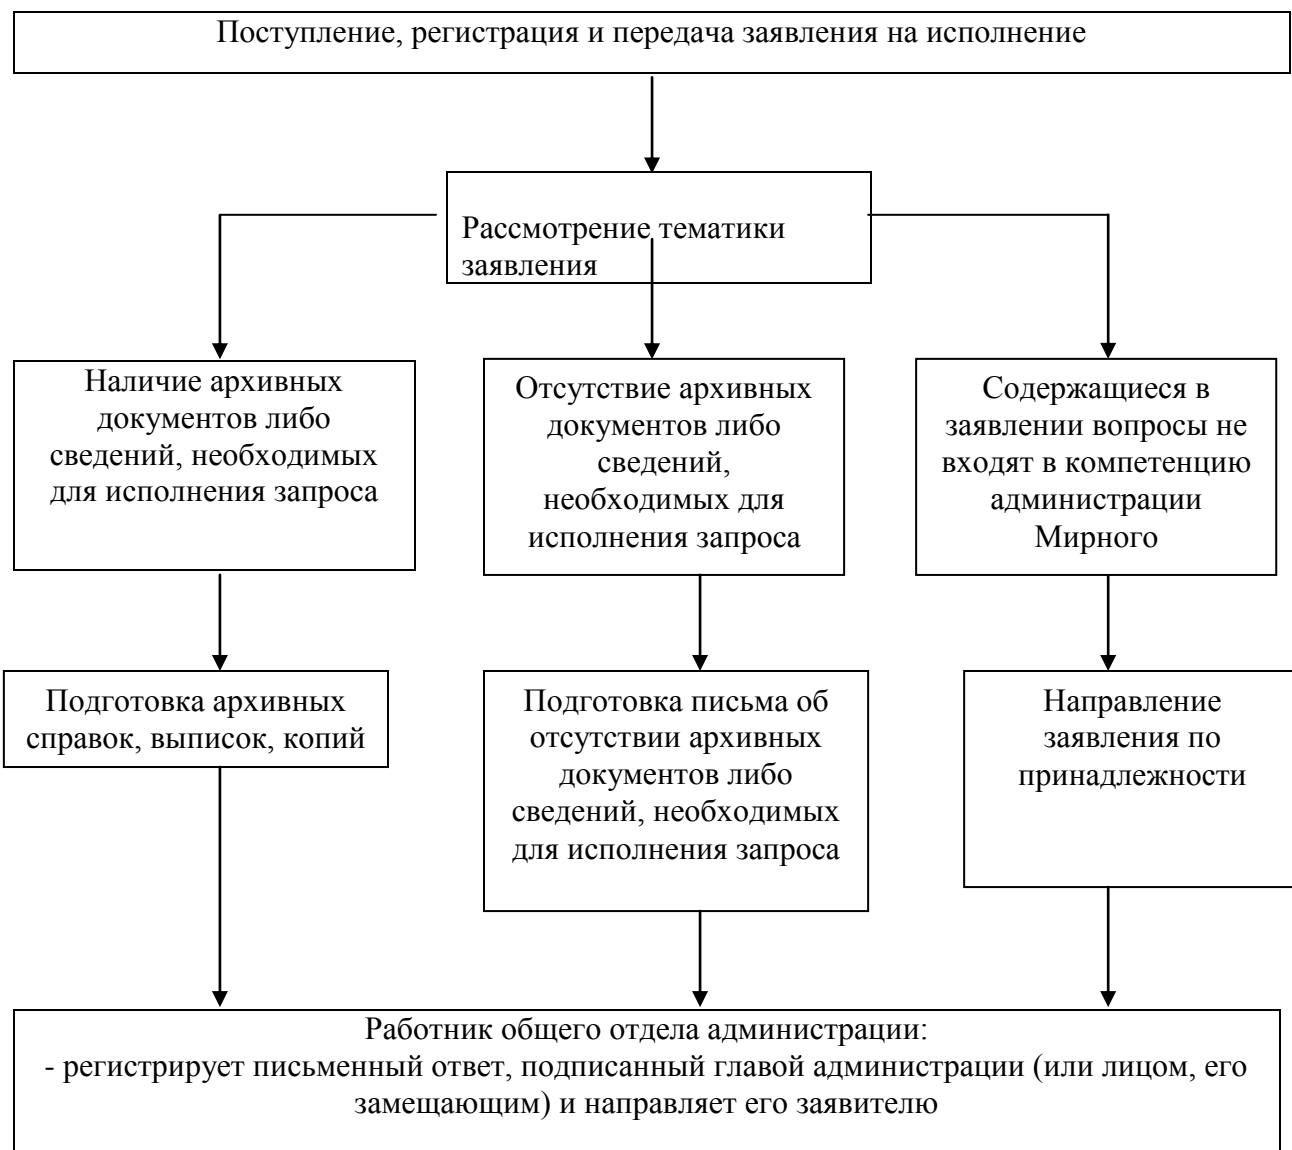 Поступление, регистрация и передача заявления на исполнение
Рассмотрение тематики
заявления
Наличие архивных
документов либо
сведений, необходимых
для исполнения запроса
Отсутствие архивных
документов либо
сведений,
необходимых для
исполнения запроса
Содержащиеся в
заявлении вопросы не
входят в компетенцию
администрации
Мирного
Подготовка архивных
справок, выписок, копий
Подготовка письма об
отсутствии архивных
документов либо
сведений, необходимых
для исполнения запроса
Направление
заявления по
принадлежности
Работник общего отдела администрации:
- регистрирует письменный ответ, подписанный главой администрации (или лицом, его
замещающим) и направляет его заявителю